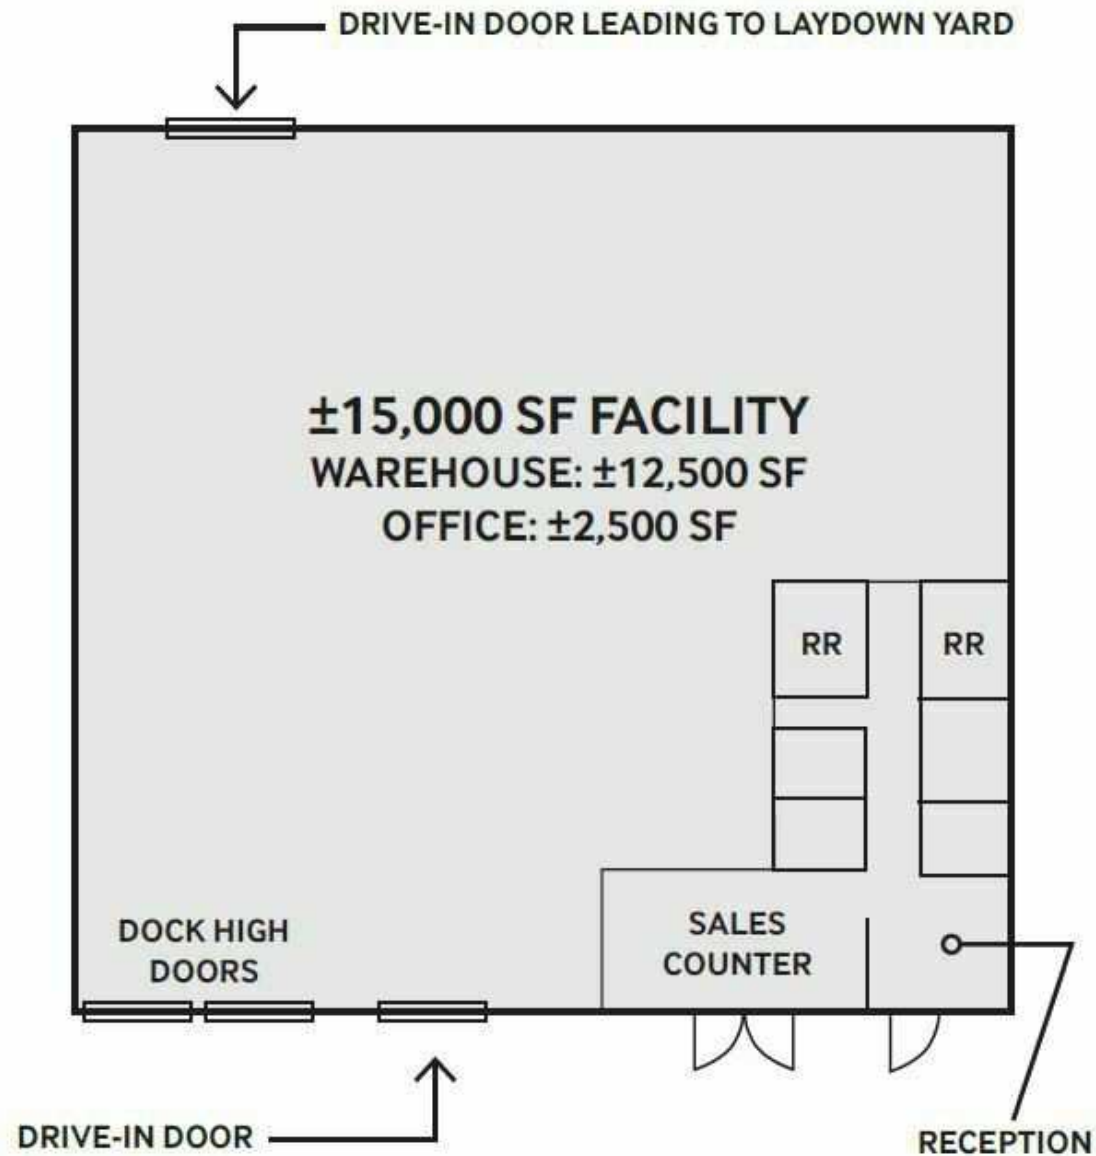 DRIVE-IN DOOR LEADING TO LAYDOWN YARD
±15,000 SF FACILITY
WAREHOUSE: ±12,500 SF
OFFICE: ±2,500 SF
RR
RR
SALES
COUNTER
DOCK HIGH
DOORS
DRIVE-IN DOOR
RECEPTION